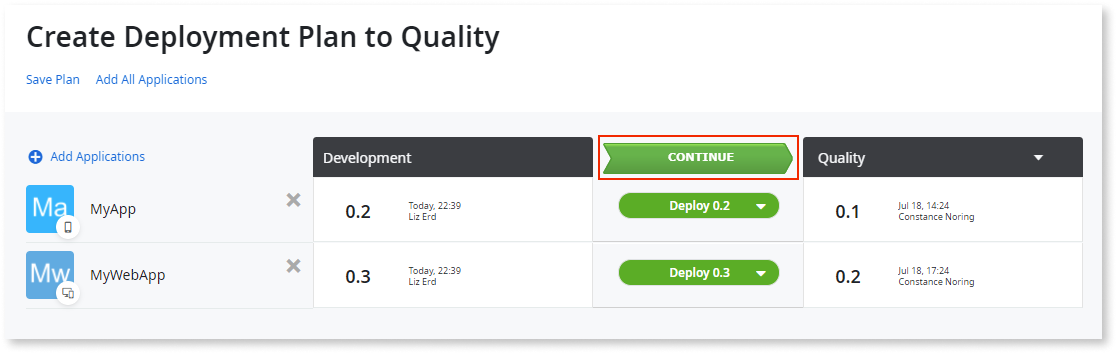 Create Deployment Plan to Quality
Save Plan Add All Applications
Add Applications Development CONTINUE Quality
Ma MyApp 0.2 Today, 22:39 Deploy 0.2 0.1 Jul 18, 14:24
Liz Erd Constance Noring
Mw MyWebApp 0.3 Today, 22:39 Deploy 0.3 0.2 Jul 18, 17:24
Liz Erd Constance Noring